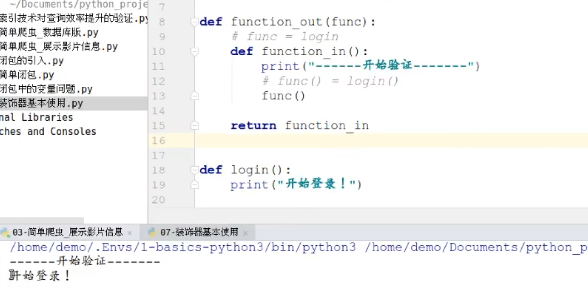 ~/Documents/python_proje
索引技术对查询效率提升的验证.py
简单爬虫_数据库版.py
简单爬虫_展示影片信息.py
闭包的引入.py
简单闭包.py
闭包中的变量问题.py
装饰器基本使用.py
nal Libraries
ches and Consoles
7
8 def function_out(func):
9 # func = login
10 def function_in():
11 print("------开始验证-------")
12 # func() = login()
13 func()
14
15 return function_in
16
17
18 def login():
19 print("开始登录！")
20
03-简单爬虫_展示影片信息 × 07-装饰器基本使用 ×
/home/demo/.Envs/1-basics-python3/bin/python3 /home/demo/Documents/python_p
------开始验证-------
开始登录！